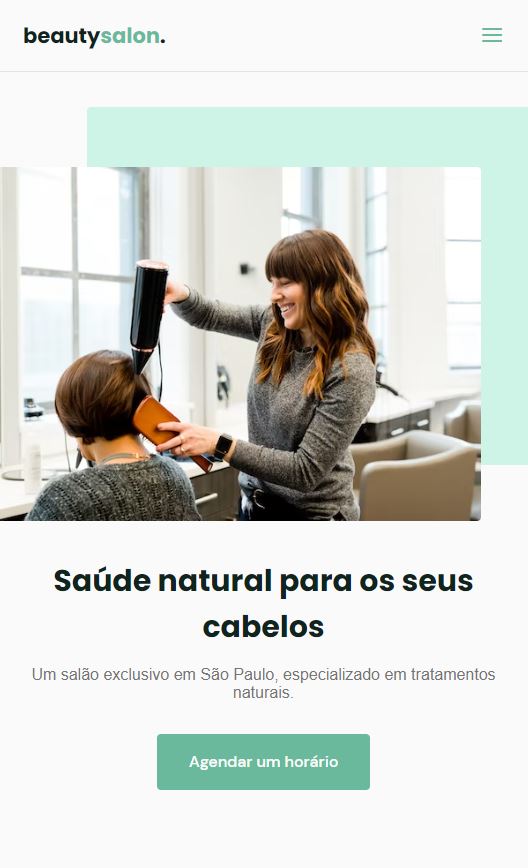 beautysalon.
Saúde natural para os seus
cabelos
Um salão exclusivo em São Paulo, especializado em tratamentos
naturais.
Agendar um horário